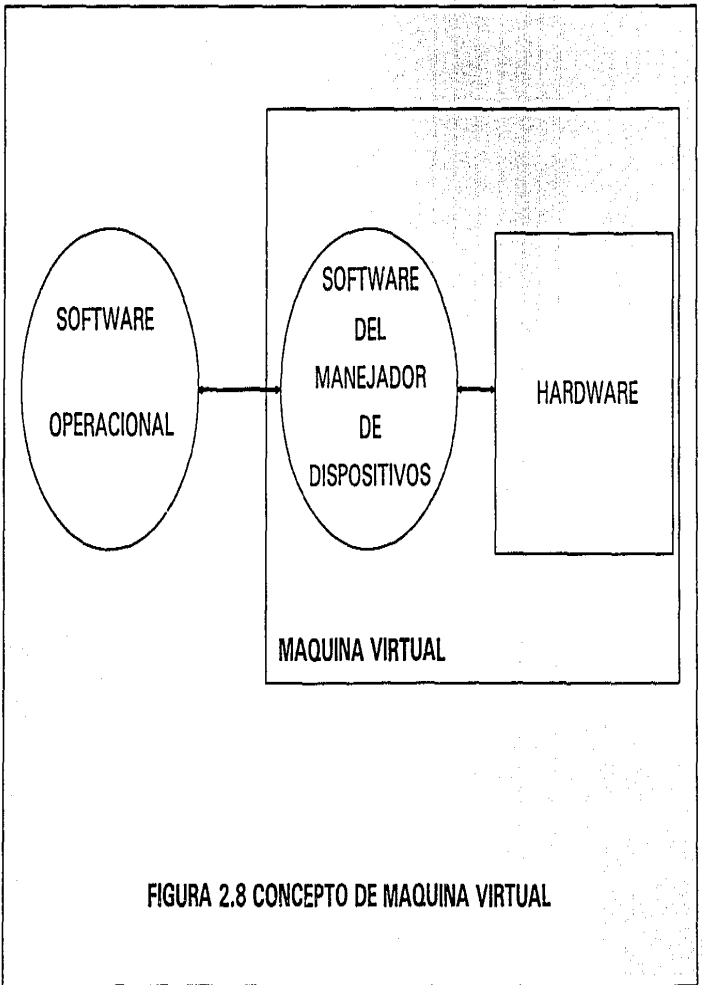 SOFTWARE
OPERACIONAL
SOFTWARE
DEL
MANEJADOR
DE
DISPOSITIVOS
HARDWARE
MAQUINA VIRTUAL
FIGURA 2.8 CONCEPTO DE MAQUINA VIRTUAL